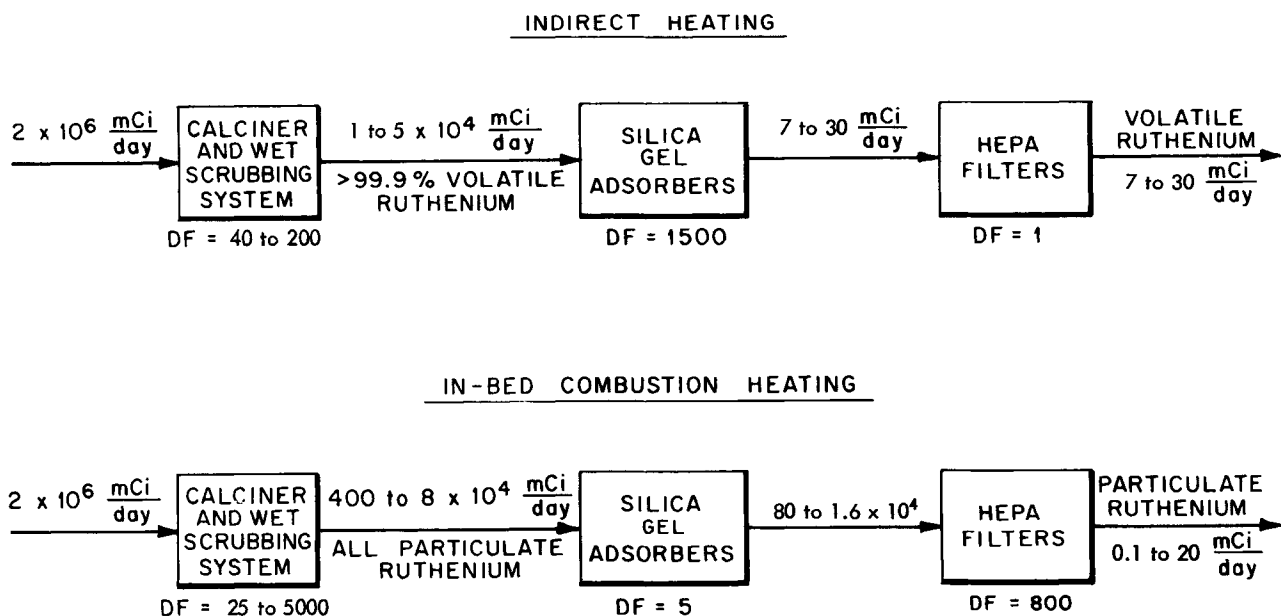 INDIRECT HEATING
2 x 10⁶ mCi/day
CALCINER
AND WET
SCRUBBING
SYSTEM
DF = 40 to 200
1 to 5 x 10⁴ mCi/day
>99.9% VOLATILE
RUTHENIUM
SILICA
GEL
ADSORBERS
DF = 1500
7 to 30 mCi/day
HEPA
FILTERS
DF = 1
VOLATILE
RUTHENIUM
7 to 30 mCi/day
IN-BED COMBUSTION HEATING
2 x 10⁶ mCi/day
CALCINER
AND WET
SCRUBBING
SYSTEM
DF = 25 to 5000
400 to 8 x 10⁴ mCi/day
ALL PARTICULATE
RUTHENIUM
SILICA
GEL
ADSORBERS
DF = 5
80 to 1.6 x 10⁴
HEPA
FILTERS
DF = 800
PARTICULATE
RUTHENIUM
0.1 to 20 mCi/day